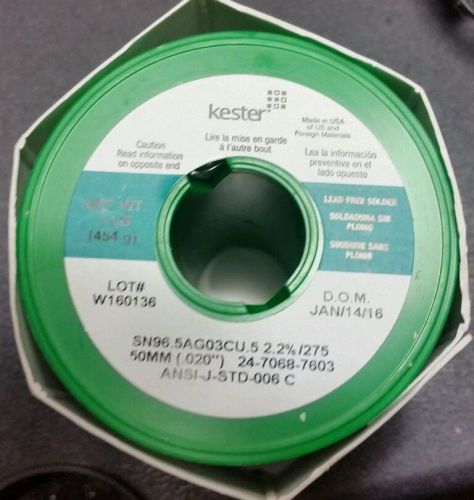 kester
Made in USA
of US and
Foreign Materials
Caution
Read information
on opposite end
Lire la mise en garde
à l'autre bout
Lea la información
preventiva en el
lado opuesto
NET WT
1 LB
(454 g)
LEAD FREE SOLDER
SOLDADURA SIN
PLOMO
SOUDURE SANS
PLOMB
LOT#
W160136
D.O.M.
JAN/14/16
SN96.5AG03CU.5 2.2%/275
50MM (.020") 24-7068-7603
ANSI-J-STD-006 C